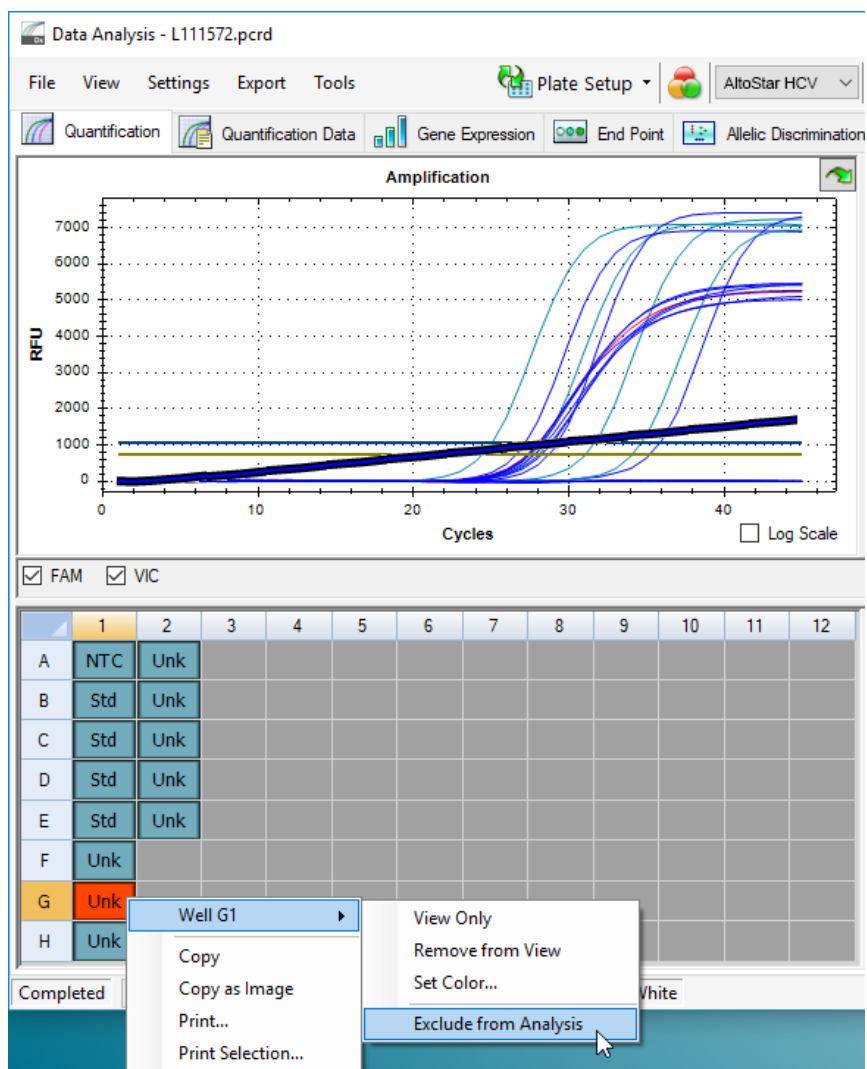 Data Analysis - L111572.pcrd
File View Settings Export Tools Plate Setup AltoStar HCV
Quantification Quantification Data Gene Expression End Point Allelic Discrimination
Amplification
RFU
7000
6000
5000
4000
3000
2000
1000
0
0 10 20 30 40
Cycles
Log Scale
FAM VIC
1 2 3 4 5 6 7 8 9 10 11 12
A NTC Unk
B Std Unk
C Std Unk
D Std Unk
E Std Unk
F Unk
G Unk
H Unk
Well G1
Copy
Copy as Image
Print...
Print Selection...
View Only
Remove from View
Set Color...
Exclude from Analysis
Completed